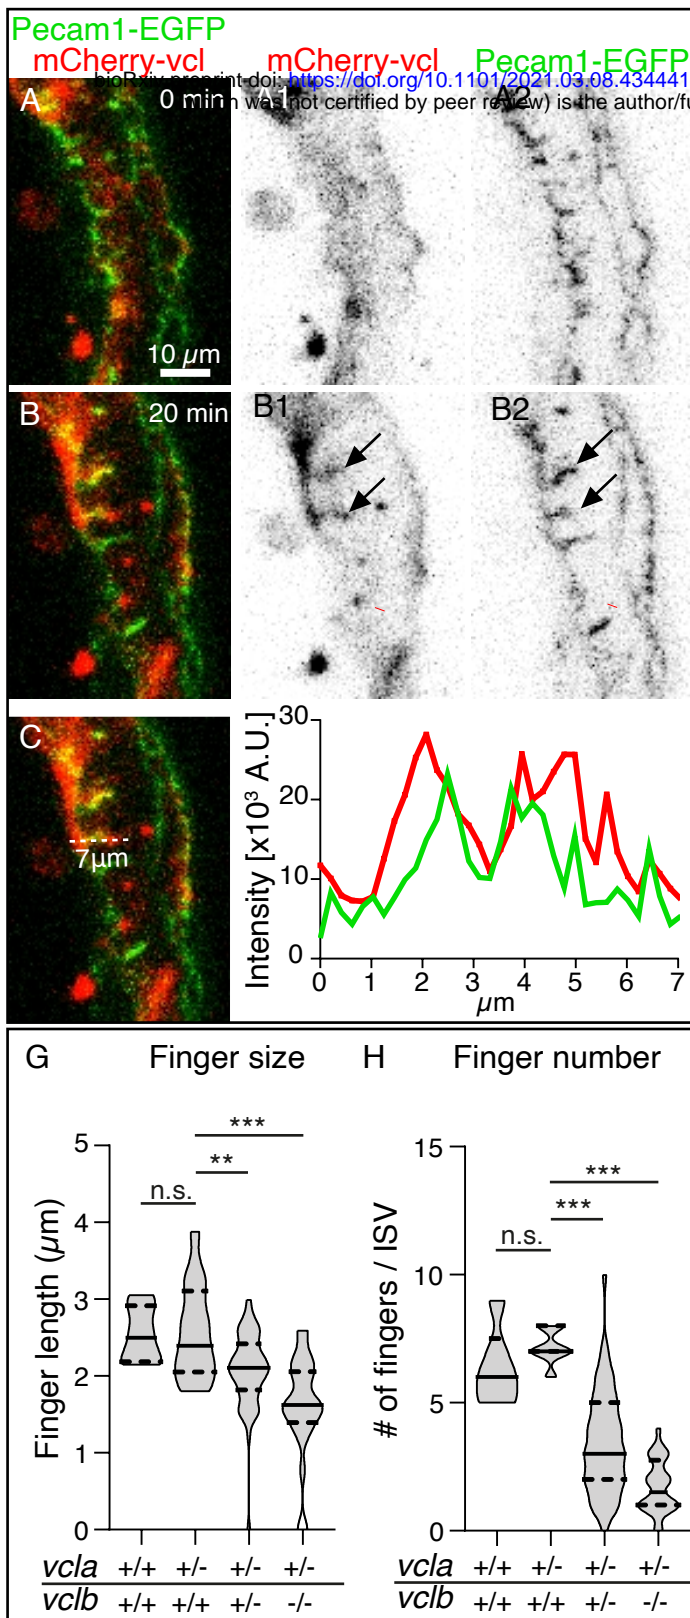 Pecam1-EGFP
mCherry-vcl mCherry-vcl Pecam1-EGFP
bioRxiv preprint doi: https://doi.org/10.1101/2021.03.08.434441
which was not certified by peer review) is the author/fu
A 0 min A2
10 µm
B 20 min B1 B2
C
7µm
Intensity [x10³ A.U.]
30
20
10
0
0 1 2 3 4 5 6 7
µm
G Finger size
Finger length (µm)
5
4
3
2
1
0
n.s. ** ***
vcla +/+ +/- +/- +/-
vclb +/+ +/+ +/- -/-
H Finger number
# of fingers / ISV
15
10
5
0
n.s. *** ***
vcla +/+ +/- +/- +/-
vclb +/+ +/+ +/- -/-